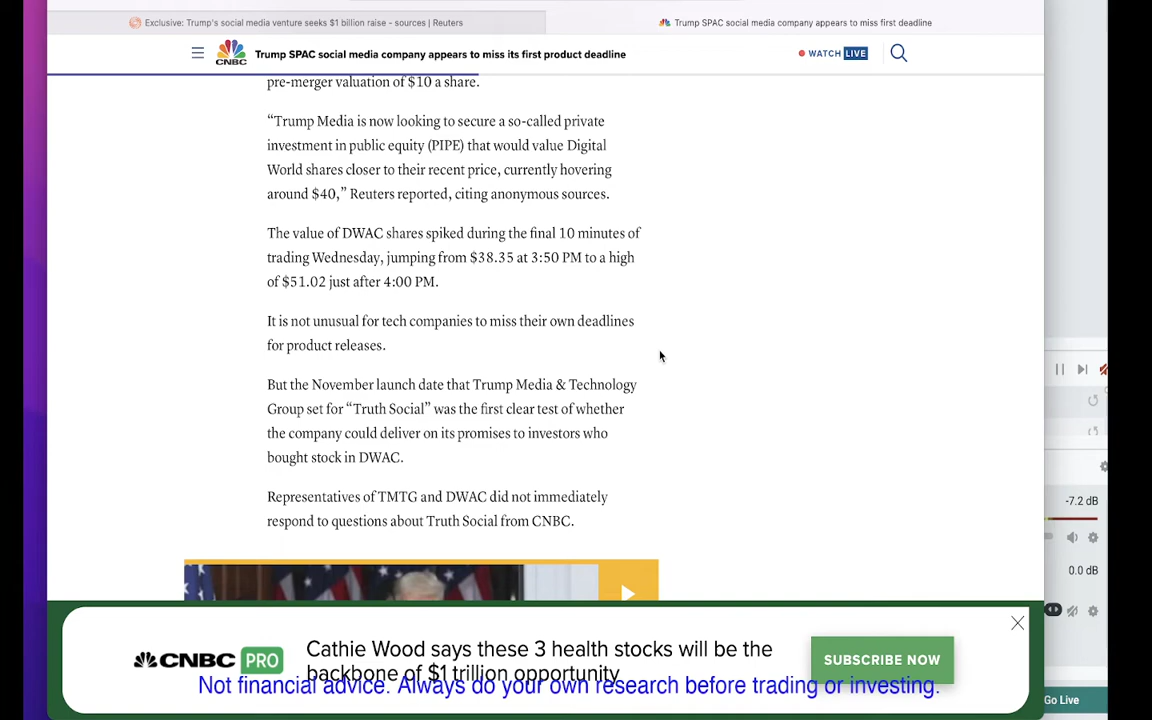 Exclusive: Trump's social media venture seeks $1 billion raise - sources | Reuters
Trump SPAC social media company appears to miss first deadline
CNBC
Trump SPAC social media company appears to miss its first product deadline
WATCH LIVE
pre-merger valuation of $10 a share.
“Trump Media is now looking to secure a so-called private
investment in public equity (PIPE) that would value Digital
World shares closer to their recent price, currently hovering
around $40,” Reuters reported, citing anonymous sources.
The value of DWAC shares spiked during the final 10 minutes of
trading Wednesday, jumping from $38.35 at 3:50 PM to a high
of $51.02 just after 4:00 PM.
It is not unusual for tech companies to miss their own deadlines
for product releases.
But the November launch date that Trump Media & Technology
Group set for “Truth Social” was the first clear test of whether
the company could deliver on its promises to investors who
bought stock in DWAC.
Representatives of TMTG and DWAC did not immediately
respond to questions about Truth Social from CNBC.
-7.2 dB
0.0 dB
CNBC PRO
Cathie Wood says these 3 health stocks will be the
backbone of $1 trillion opportunity
SUBSCRIBE NOW
Not financial advice. Always do your own research before trading or investing.
Go Live